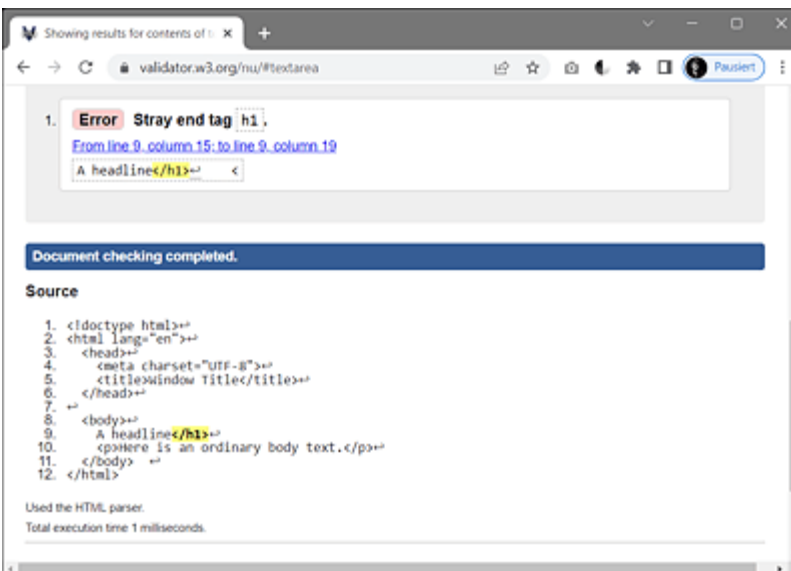 Showing results for contents of t
validator.w3.org/nu/#textarea
Pausiert
1. Error Stray end tag h1.
From line 9, column 15; to line 9, column 19
A headline</h1>↩ <
Document checking completed.
Source
1. <!doctype html>↩
2. <html lang="en">↩
3. <head>↩
4. <meta charset="UTF-8">↩
5. <title>Window Title</title>↩
6. </head>↩
7. ↩
8. <body>↩
9. A headline</h1>↩
10. <p>Here is an ordinary body text.</p>↩
11. </body> ↩
12. </html>
Used the HTML parser.
Total execution time 1 milliseconds.